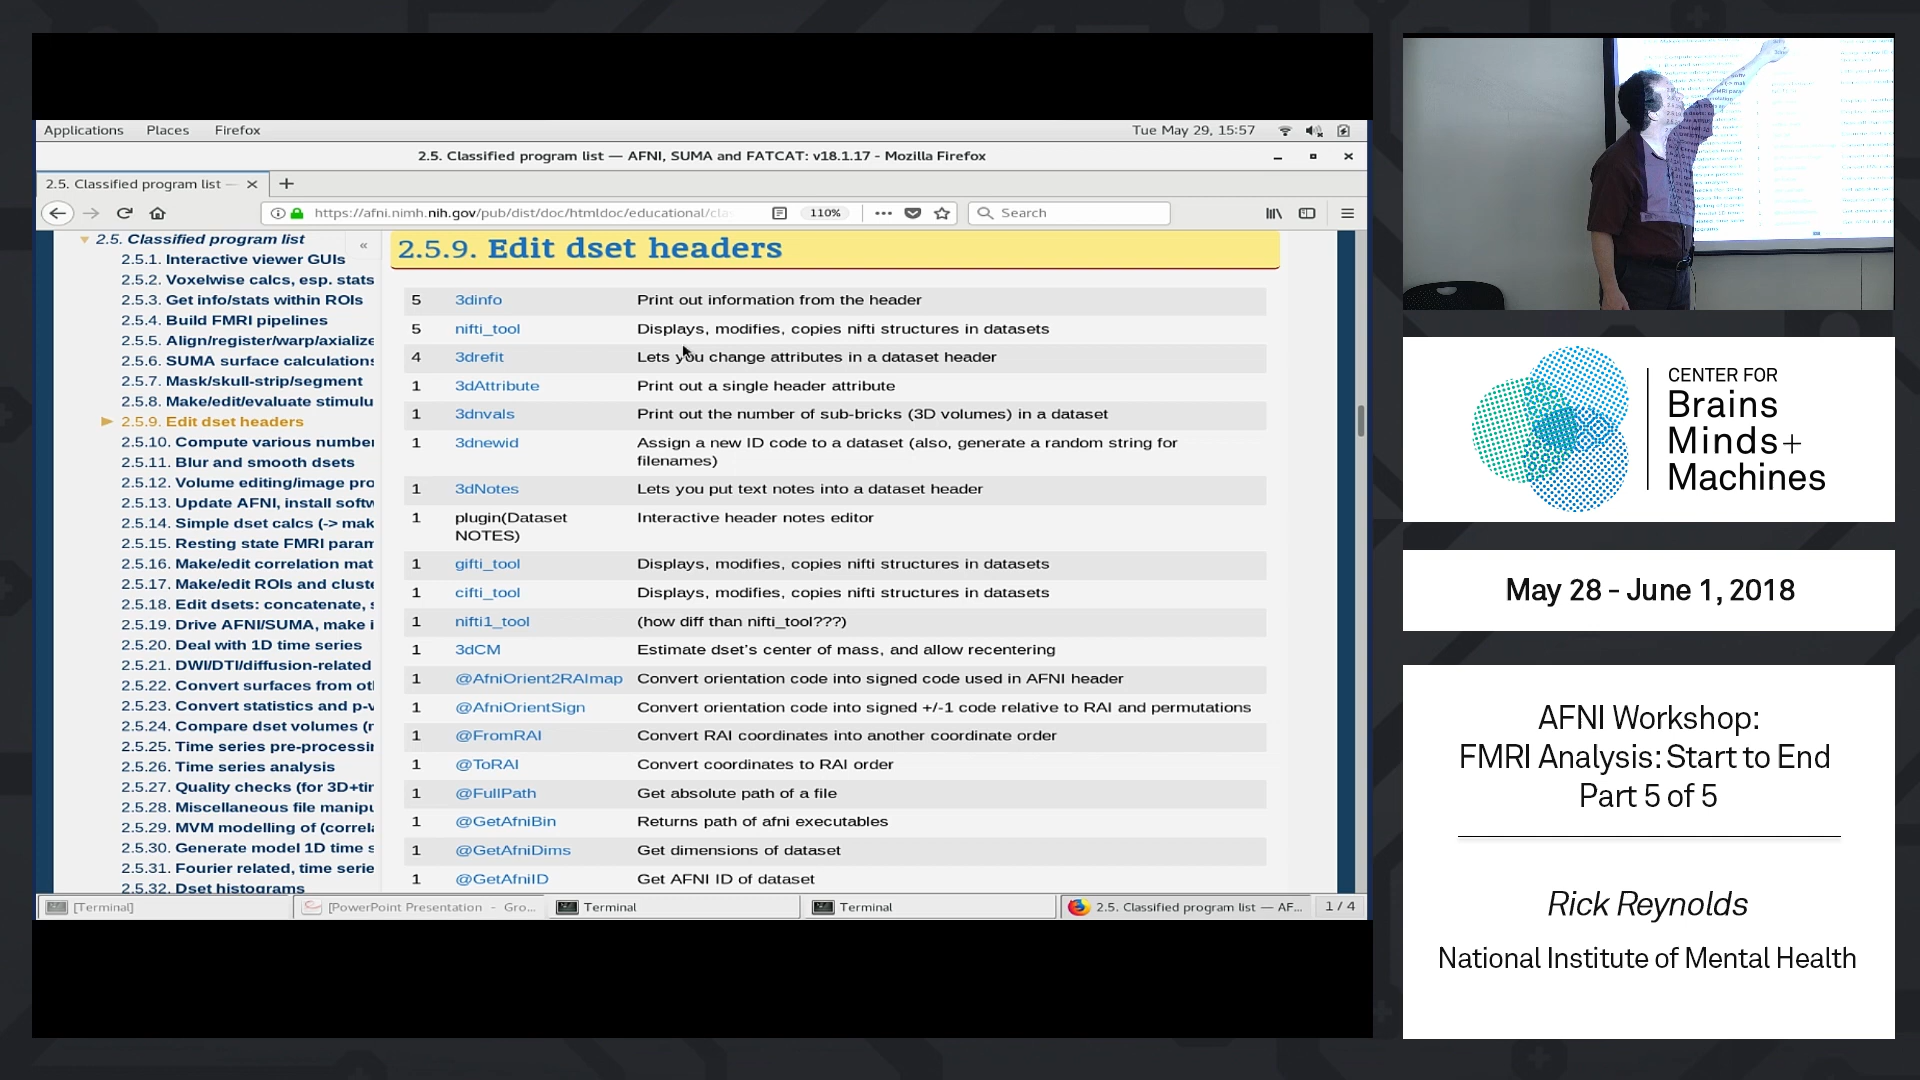 Applications Places Firefox Tue May 29, 15:57
2.5. Classified program list — AFNI, SUMA and FATCAT: v18.1.17 - Mozilla Firefox
2.5. Classified program list —
https://afni.nimh.nih.gov/pub/dist/doc/htmldoc/educational/cla 110% Search
2.5. Classified program list
2.5.1. Interactive viewer GUIs
2.5.2. Voxelwise calcs, esp. stats
2.5.3. Get info/stats within ROIs
2.5.4. Build FMRI pipelines
2.5.5. Align/register/warp/axialize
2.5.6. SUMA surface calculations
2.5.7. Mask/skull-strip/segment
2.5.8. Make/edit/evaluate stimulu
2.5.9. Edit dset headers
2.5.10. Compute various number
2.5.11. Blur and smooth dsets
2.5.12. Volume editing/image pro
2.5.13. Update AFNI, install softw
2.5.14. Simple dset calcs (-> mak
2.5.15. Resting state FMRI param
2.5.16. Make/edit correlation mat
2.5.17. Make/edit ROIs and cluste
2.5.18. Edit dsets: concatenate, s
2.5.19. Drive AFNI/SUMA, make i
2.5.20. Deal with 1D time series
2.5.21. DWI/DTI/diffusion-related
2.5.22. Convert surfaces from ot
2.5.23. Convert statistics and p-v
2.5.24. Compare dset volumes (r
2.5.25. Time series pre-processin
2.5.26. Time series analysis
2.5.27. Quality checks (for 3D+tir
2.5.28. Miscellaneous file manipu
2.5.29. MVM modelling of (correla
2.5.30. Generate model 1D time s
2.5.31. Fourier related, time serie
2.5.32. Dset histograms
2.5.9. Edit dset headers
5 3dinfo Print out information from the header
5 nifti_tool Displays, modifies, copies nifti structures in datasets
4 3drefit Lets you change attributes in a dataset header
1 3dAttribute Print out a single header attribute
1 3dnvals Print out the number of sub-bricks (3D volumes) in a dataset
1 3dnewid Assign a new ID code to a dataset (also, generate a random string for
filenames)
1 3dNotes Lets you put text notes into a dataset header
1 plugin(Dataset Interactive header notes editor
NOTES)
1 gifti_tool Displays, modifies, copies nifti structures in datasets
1 cifti_tool Displays, modifies, copies nifti structures in datasets
1 nifti1_tool (how diff than nifti_tool???)
1 3dCM Estimate dset's center of mass, and allow recentering
1 @AfniOrient2RAImap Convert orientation code into signed code used in AFNI header
1 @AfniOrientSign Convert orientation code into signed +/-1 code relative to RAI and permutations
1 @FromRAI Convert RAI coordinates into another coordinate order
1 @ToRAI Convert coordinates to RAI order
1 @FullPath Get absolute path of a file
1 @GetAfniBin Returns path of afni executables
1 @GetAfniDims Get dimensions of dataset
1 @GetAfniID Get AFNI ID of dataset
[Terminal] [PowerPoint Presentation - Gro... Terminal Terminal 2.5. Classified program list — AF... 1 / 4
CENTER FOR
Brains
Minds+
Machines
May 28 - June 1, 2018
AFNI Workshop:
FMRI Analysis: Start to End
Part 5 of 5
Rick Reynolds
National Institute of Mental Health